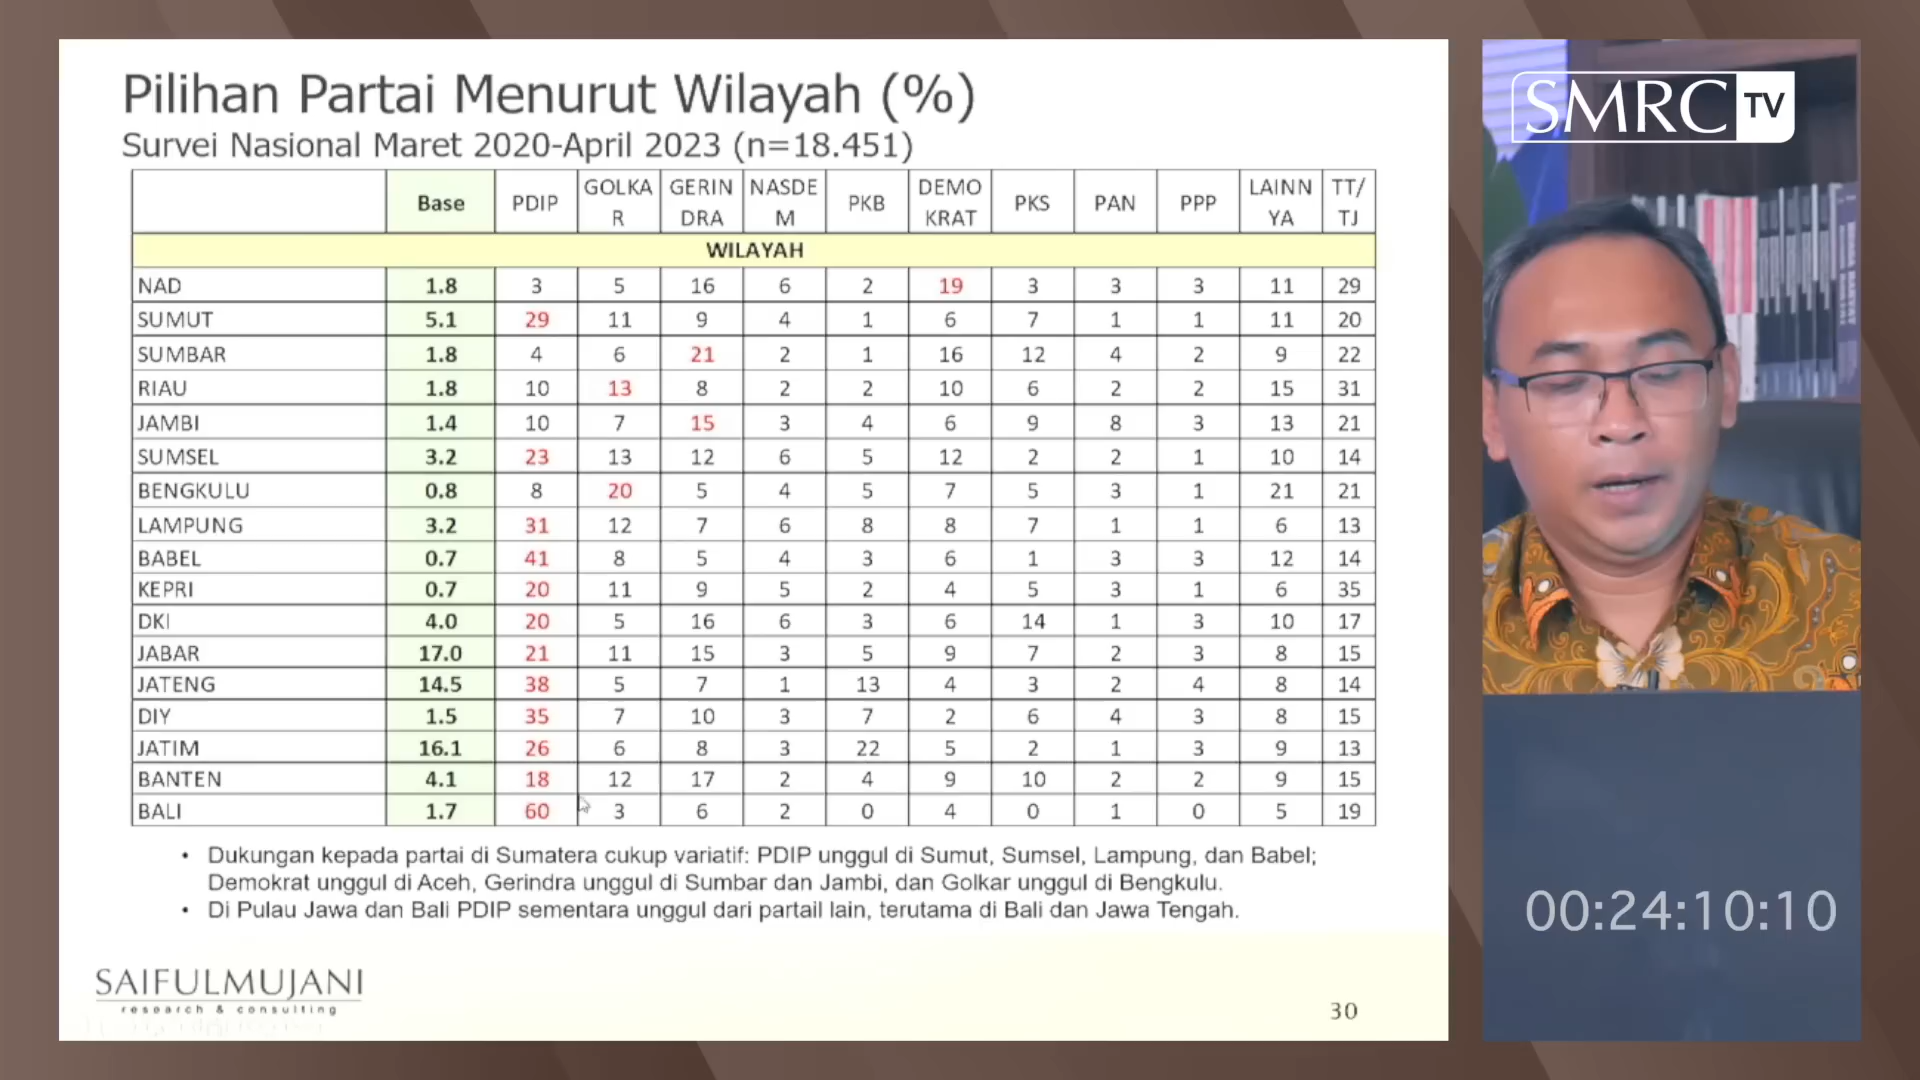 Pilihan Partai Menurut Wilayah (%)
Survei Nasional Maret 2020-April 2023 (n=18.451)
Base PDIP GOLKA R GERIN DRA NASDE M PKB DEMO KRAT PKS PAN PPP LAINN YA TT/ TJ
WILAYAH
NAD 1.8 3 5 16 6 2 19 3 3 3 11 29
SUMUT 5.1 29 11 9 4 1 6 7 1 1 11 20
SUMBAR 1.8 4 6 21 2 1 16 12 4 2 9 22
RIAU 1.8 10 13 8 2 2 10 6 2 2 15 31
JAMBI 1.4 10 7 15 3 4 6 9 8 3 13 21
SUMSEL 3.2 23 13 12 6 5 12 2 2 1 10 14
BENGKULU 0.8 8 20 5 4 5 7 5 3 1 21 21
LAMPUNG 3.2 31 12 7 6 8 8 7 1 1 6 13
BABEL 0.7 41 8 5 4 3 6 1 3 3 12 14
KEPRI 0.7 20 11 9 5 2 4 5 3 1 6 35
DKI 4.0 20 5 16 6 3 6 14 1 3 10 17
JABAR 17.0 21 11 15 3 5 9 7 2 3 8 15
JATENG 14.5 38 5 7 1 13 4 3 2 4 8 14
DIY 1.5 35 7 10 3 7 2 6 4 3 8 15
JATIM 16.1 26 6 8 3 22 5 2 1 3 9 13
BANTEN 4.1 18 12 17 2 4 9 10 2 2 9 15
BALI 1.7 60 3 6 2 0 4 0 1 0 5 19
• Dukungan kepada partai di Sumatera cukup variatif: PDIP unggul di Sumut, Sumsel, Lampung, dan Babel;
Demokrat unggul di Aceh, Gerindra unggul di Sumbar dan Jambi, dan Golkar unggul di Bengkulu.
• Di Pulau Jawa dan Bali PDIP sementara unggul dari partail lain, terutama di Bali dan Jawa Tengah.
SAIFULMUJANI
research & consulting
30
SMRC TV
00:24:10:10